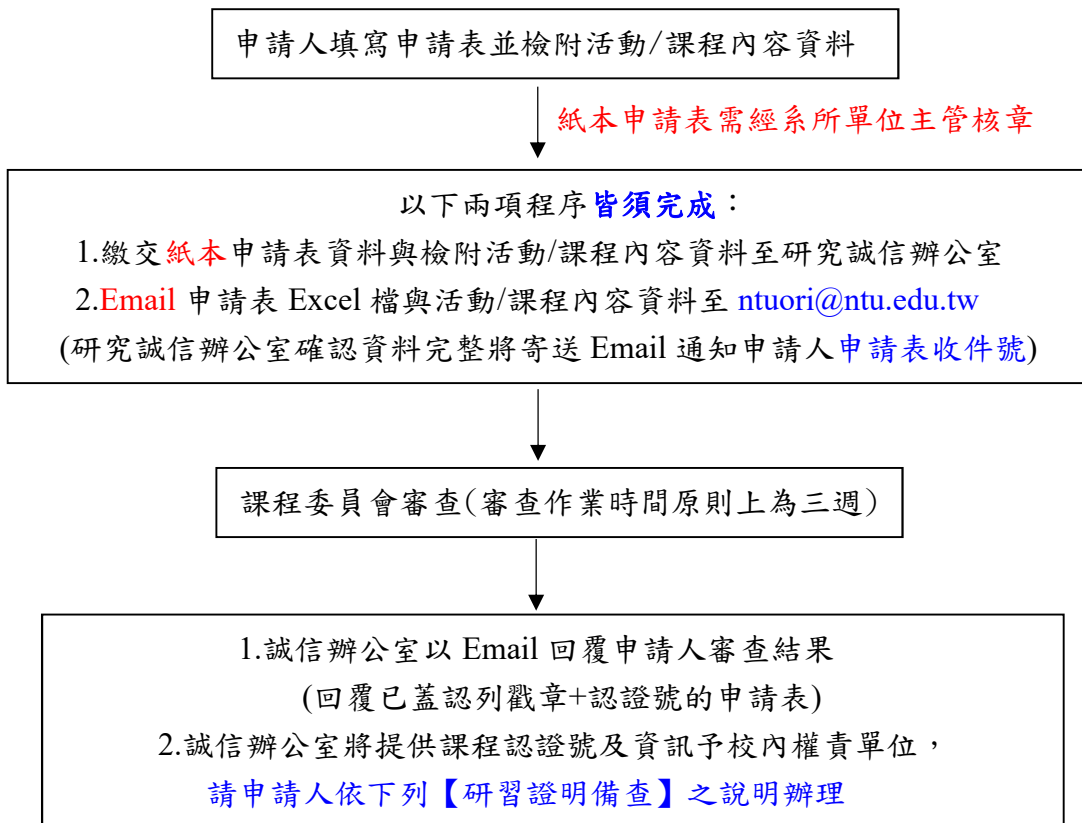 申請人填寫申請表並檢附活動/課程內容資料
紙本申請表需經系所單位主管核章
以下兩項程序皆須完成：
1.繳交紙本申請表資料與檢附活動/課程內容資料至研究誠信辦公室
2.Email 申請表 Excel 檔與活動/課程內容資料至 ntuori@ntu.edu.tw
(研究誠信辦公室確認資料完整將寄送 Email 通知申請人申請表收件號)
課程委員會審查(審查作業時間原則上為三週)
1.誠信辦公室以 Email 回覆申請人審查結果
(回覆已蓋認列戳章+認證號的申請表)
2.誠信辦公室將提供課程認證號及資訊予校內權責單位，
請申請人依下列【研習證明備查】之說明辦理